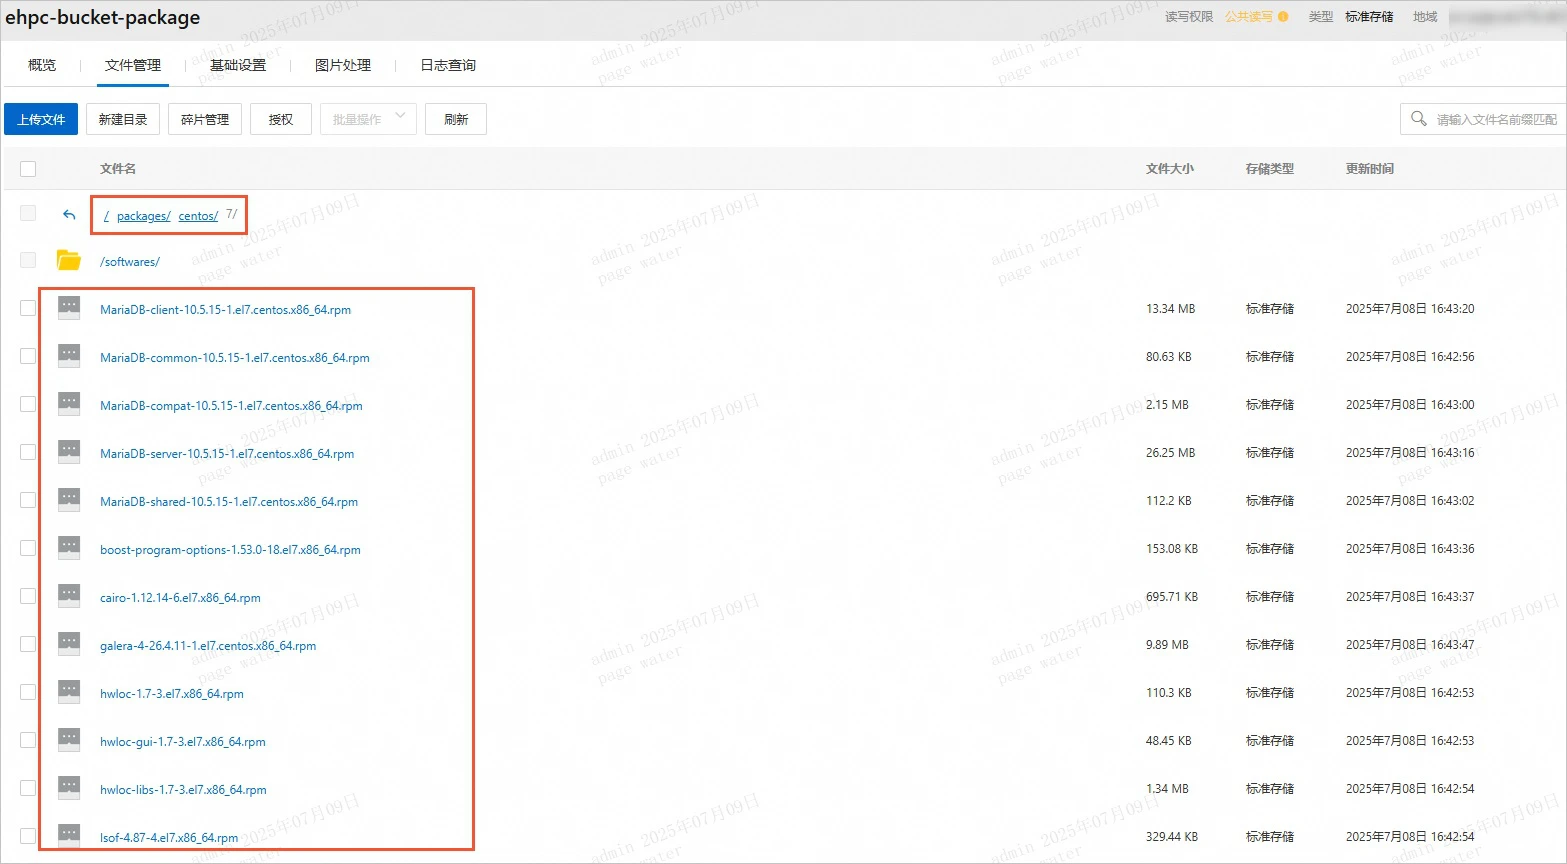 ehpc-bucket-package
读写权限 公共读写 类型 标准存储 地域
概览 文件管理 基础设置 图片处理 日志查询
上传文件 新建目录 碎片管理 授权 批量操作 刷新 请输入文件名前缀匹配
文件名 文件大小 存储类型 更新时间
/ packages/ centos/ 7/
/softwares/
MariaDB-client-10.5.15-1.el7.centos.x86_64.rpm 13.34 MB 标准存储 2025年7月08日 16:43:20
MariaDB-common-10.5.15-1.el7.centos.x86_64.rpm 80.63 KB 标准存储 2025年7月08日 16:42:56
MariaDB-compat-10.5.15-1.el7.centos.x86_64.rpm 2.15 MB 标准存储 2025年7月08日 16:43:00
MariaDB-server-10.5.15-1.el7.centos.x86_64.rpm 26.25 MB 标准存储 2025年7月08日 16:43:16
MariaDB-shared-10.5.15-1.el7.centos.x86_64.rpm 112.2 KB 标准存储 2025年7月08日 16:43:02
boost-program-options-1.53.0-18.el7.x86_64.rpm 153.08 KB 标准存储 2025年7月08日 16:43:36
cairo-1.12.14-6.el7.x86_64.rpm 695.71 KB 标准存储 2025年7月08日 16:43:37
galera-4-26.4.11-1.el7.centos.x86_64.rpm 9.89 MB 标准存储 2025年7月08日 16:43:47
hwloc-1.7-3.el7.x86_64.rpm 110.3 KB 标准存储 2025年7月08日 16:42:53
hwloc-gui-1.7-3.el7.x86_64.rpm 48.45 KB 标准存储 2025年7月08日 16:42:53
hwloc-libs-1.7-3.el7.x86_64.rpm 1.34 MB 标准存储 2025年7月08日 16:42:54
lsof-4.87-4.el7.x86_64.rpm 329.44 KB 标准存储 2025年7月08日 16:42:54
admin 2025年07月09日
page water